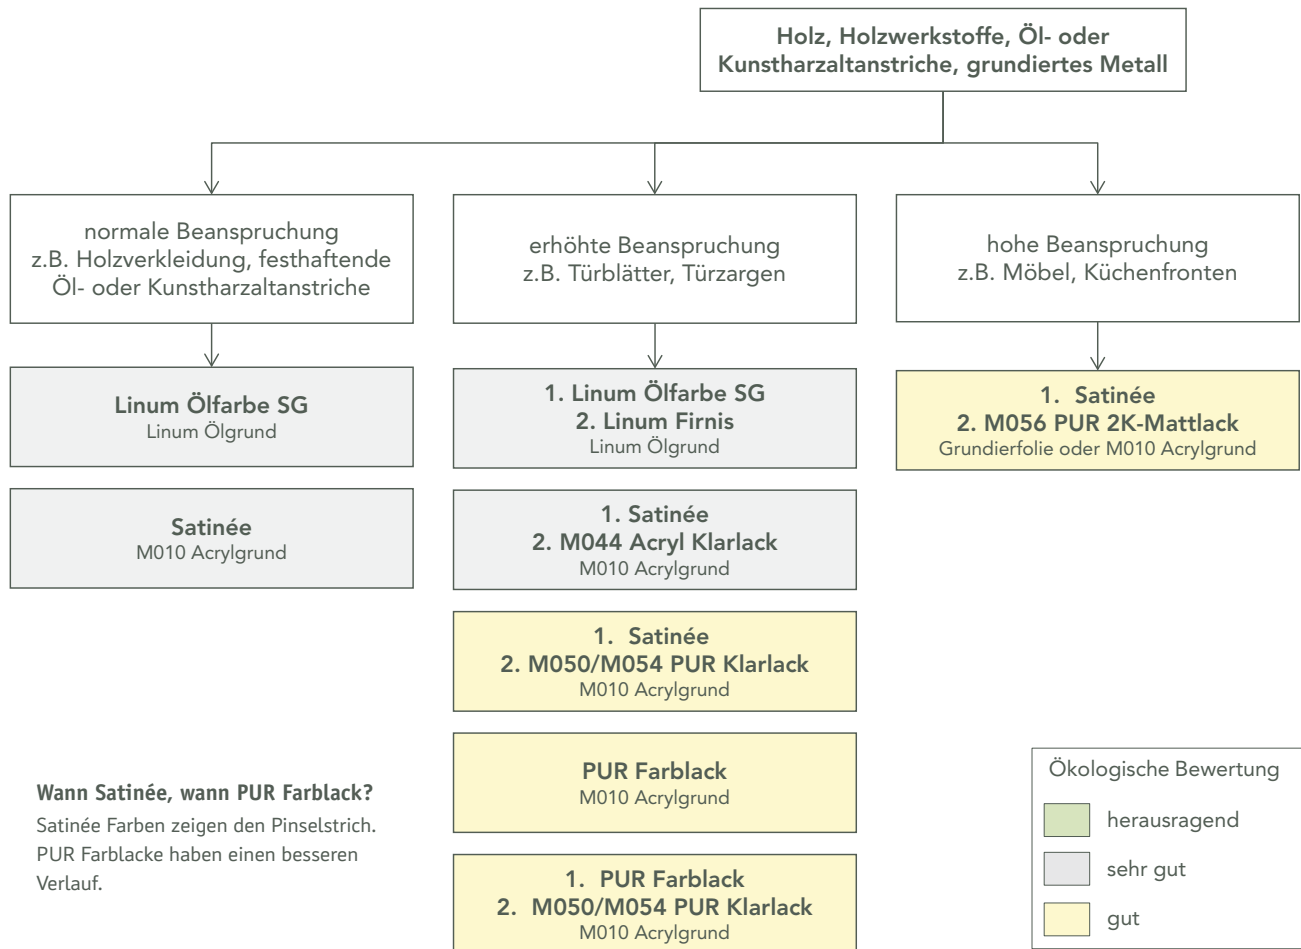 Holz, Holzwerkstoffe, Öl- oder
Kunstharzaltanstriche, grundiertes Metall
normale Beanspruchung
z.B. Holzverkleidung, festhaftende
Öl- oder Kunstharzaltanstriche
erhöhte Beanspruchung
z.B. Türblätter, Türzargen
hohe Beanspruchung
z.B. Möbel, Küchenfronten
Linum Ölfarbe SG
Linum Ölgrund
Satinée
M010 Acrylgrund
1. Linum Ölfarbe SG
2. Linum Firnis
Linum Ölgrund
1. Satinée
2. M044 Acryl Klarlack
M010 Acrylgrund
1. Satinée
2. M050/M054 PUR Klarlack
M010 Acrylgrund
PUR Farblack
M010 Acrylgrund
1. PUR Farblack
2. M050/M054 PUR Klarlack
M010 Acrylgrund
1. Satinée
2. M056 PUR 2K-Mattlack
Grundierfolie oder M010 Acrylgrund
Wann Satinée, wann PUR Farblack?
Satinée Farben zeigen den Pinselstrich.
PUR Farblacke haben einen besseren
Verlauf.
Ökologische Bewertung
herausragend
sehr gut
gut